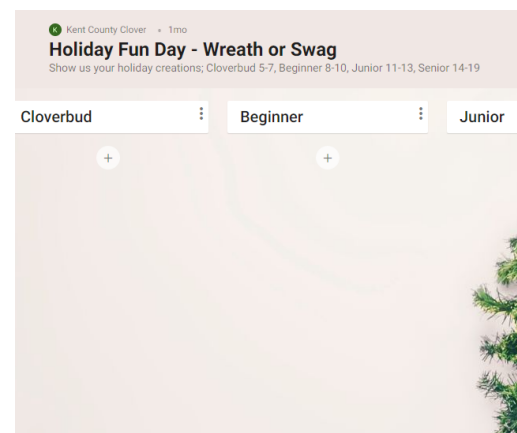 K Kent County Clover • 1mo
Holiday Fun Day - Wreath or Swag
Show us your holiday creations; Cloverbud 5-7, Beginner 8-10, Junior 11-13, Senior 14-19
Cloverbud
Beginner
Junior